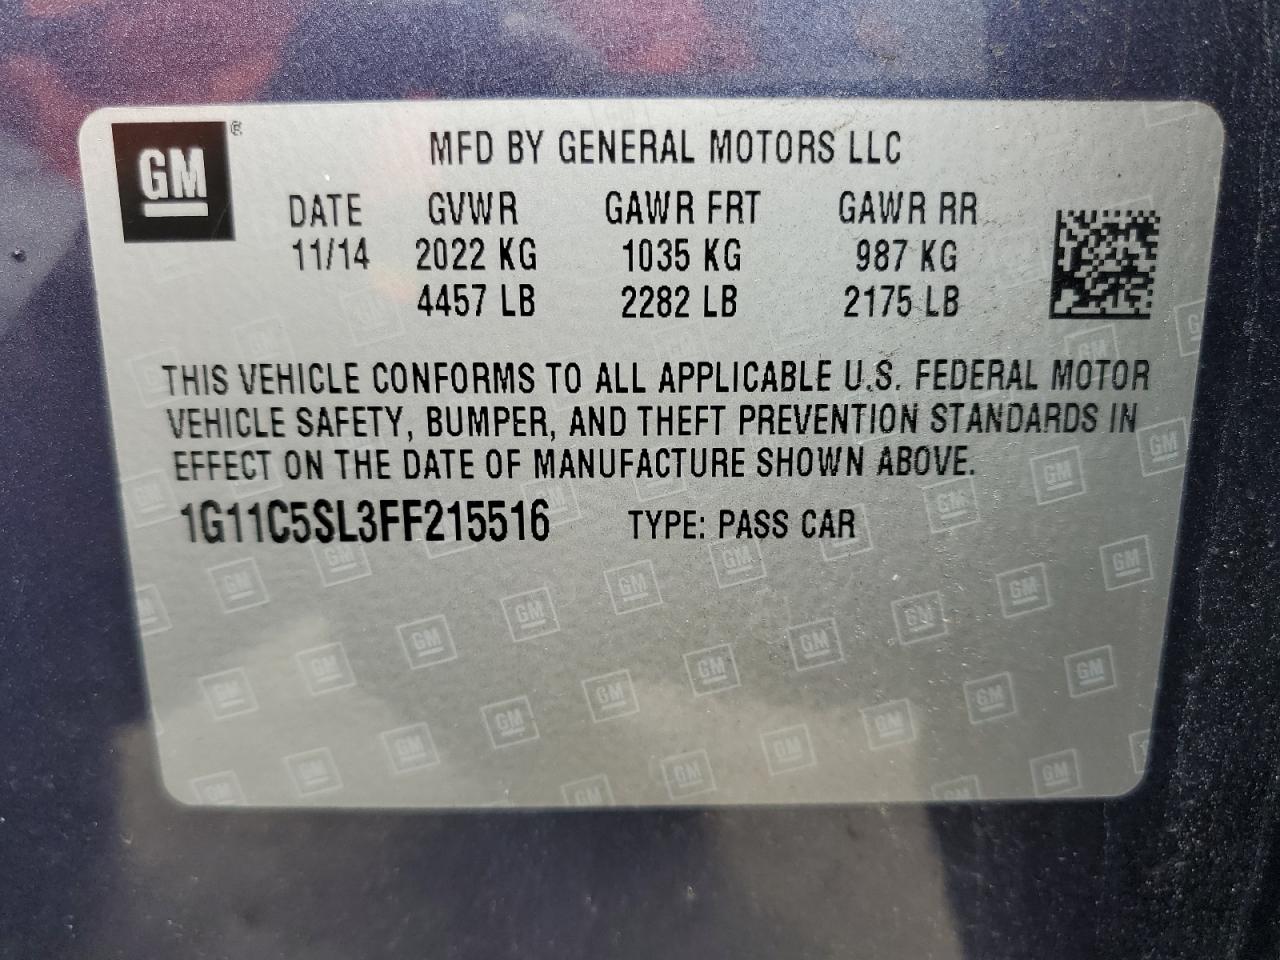 GM®
MFD BY GENERAL MOTORS LLC
DATE GVWR GAWR FRT GAWR RR
11/14 2022 KG 1035 KG 987 KG
4457 LB 2282 LB 2175 LB
THIS VEHICLE CONFORMS TO ALL APPLICABLE U.S. FEDERAL MOTOR
VEHICLE SAFETY, BUMPER, AND THEFT PREVENTION STANDARDS IN
EFFECT ON THE DATE OF MANUFACTURE SHOWN ABOVE.
1G11C5SL3FF215516 TYPE: PASS CAR